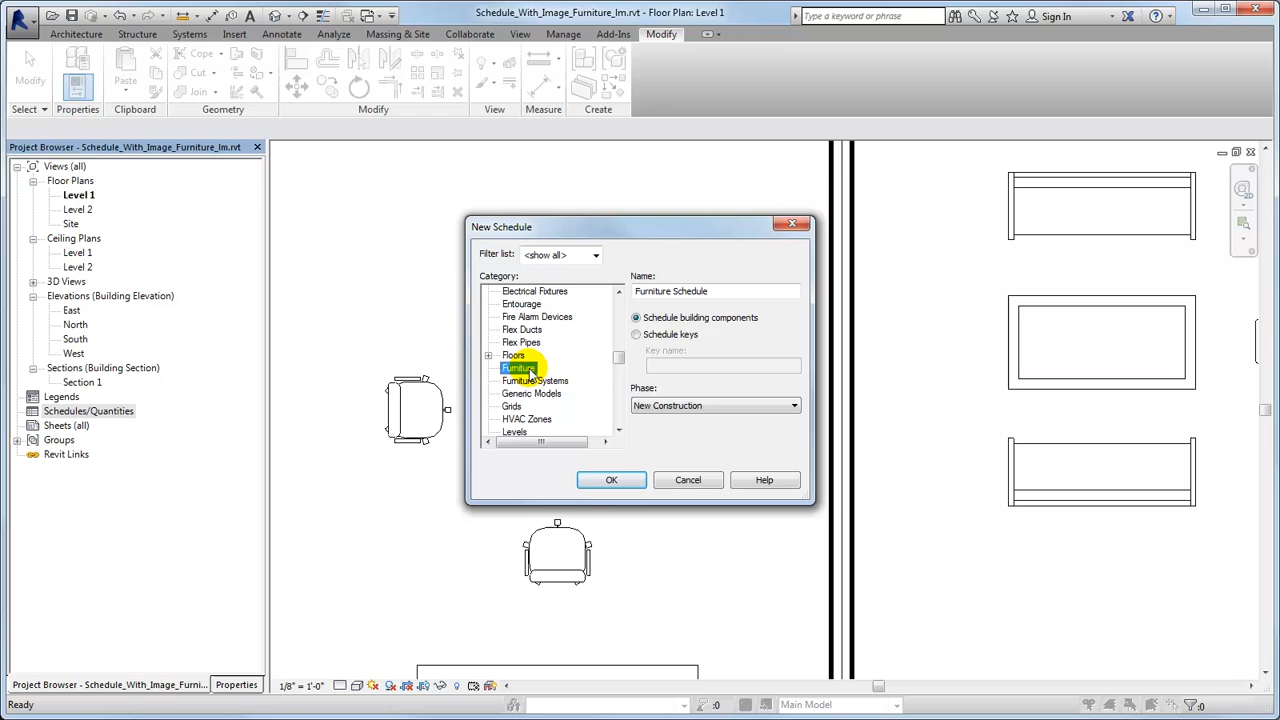 Schedule_With_Image_Furniture_Im.rvt - Floor Plan: Level 1
Type a keyword or phrase
Sign In
Architecture
Structure
Systems
Insert
Annotate
Analyze
Massing & Site
Collaborate
View
Manage
Add-Ins
Modify
Modify
Paste
Cope
Cut
Join
Select
Properties
Clipboard
Geometry
Modify
View
Measure
Create
Project Browser - Schedule_With_Image_Furniture_Im.rvt
Views (all)
Floor Plans
Level 1
Level 2
Site
Ceiling Plans
Level 1
Level 2
3D Views
Elevations (Building Elevation)
East
North
South
West
Sections (Building Section)
Section 1
Legends
Schedules/Quantities
Sheets (all)
Groups
Revit Links
Project Browser - Schedule_With_Image_Furni...
Properties
2D
New Schedule
Filter list:
<show all>
Category:
Electrical Fixtures
Entourage
Fire Alarm Devices
Flex Ducts
Flex Pipes
Floors
Furniture
Furniture Systems
Generic Models
Grids
HVAC Zones
Levels
Name:
Furniture Schedule
Schedule building components
Schedule keys
Key name:
Phase:
New Construction
OK
Cancel
Help
1/8" = 1'-0"
Ready
:0
Main Model
:0